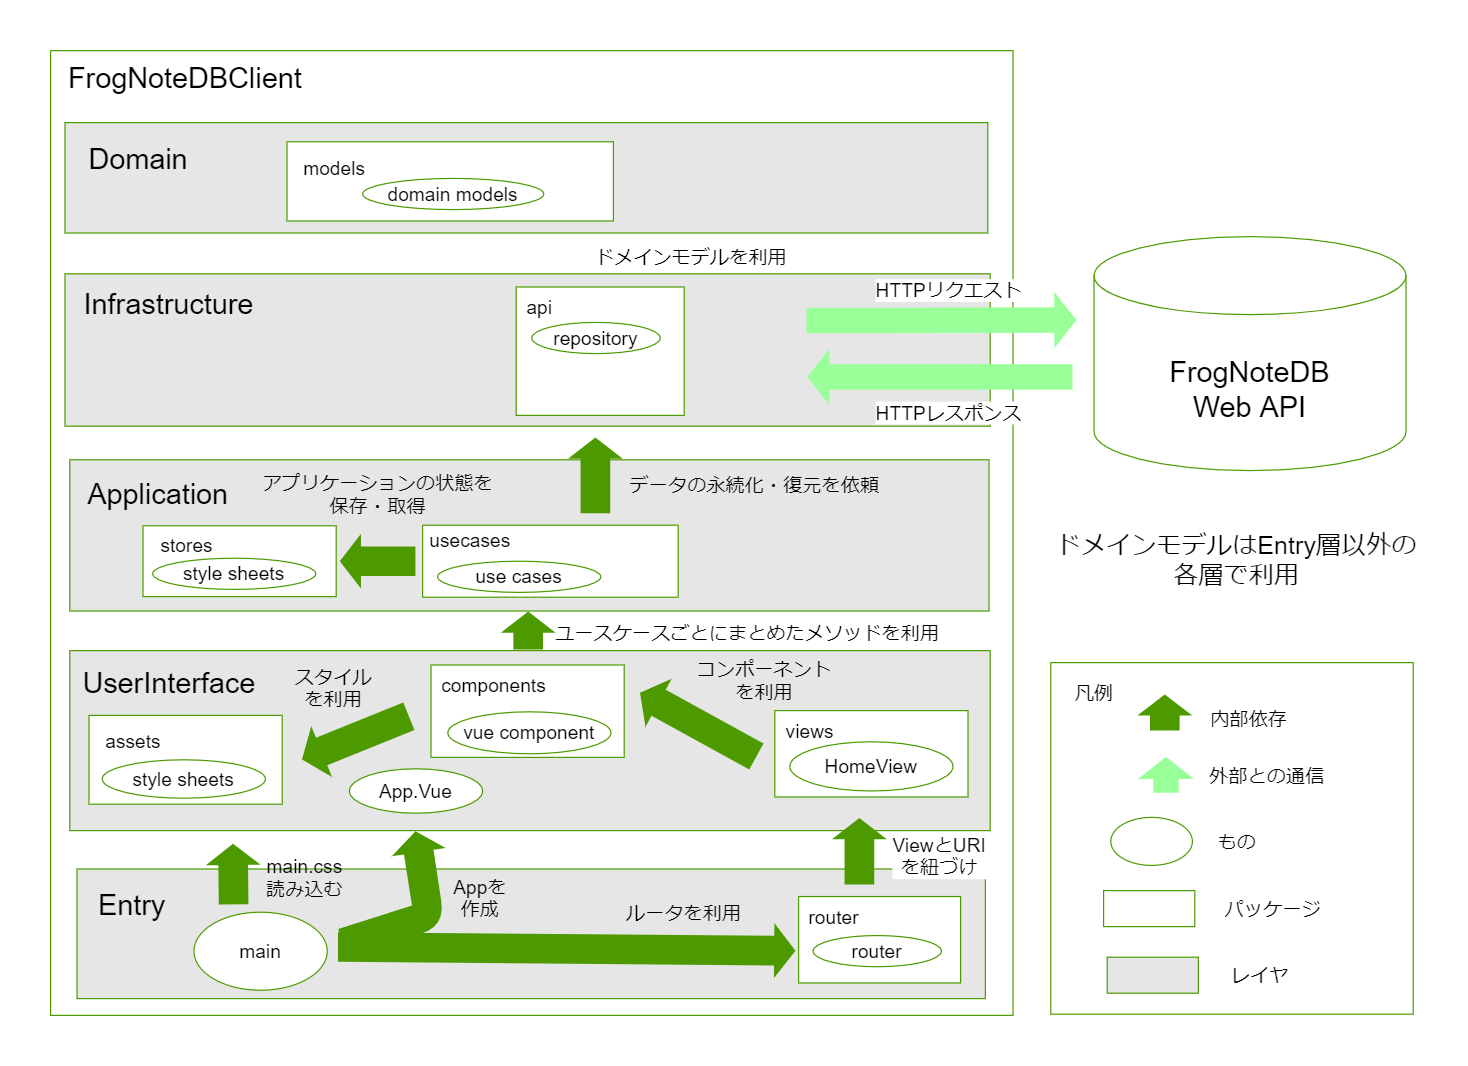 FrogNoteDBClient
Domain
models
domain models
ドメインモデルを利用
Infrastructure
api
repository
HTTPリクエスト
HTTPレスポンス
FrogNoteDB
Web API
Application
アプリケーションの状態を
保存・取得
データの永続化・復元を依頼
stores
style sheets
usecases
use cases
ドメインモデルはEntry層以外の
各層で利用
ユースケースごとにまとめたメソッドを利用
UserInterface
スタイル
を利用
components
vue component
コンポーネント
を利用
assets
style sheets
App.Vue
views
HomeView
main.css
読み込む
Appを
作成
ViewとURI
を紐づけ
Entry
main
ルータを利用
router
router
凡例
内部依存
外部との通信
もの
パッケージ
レイヤ